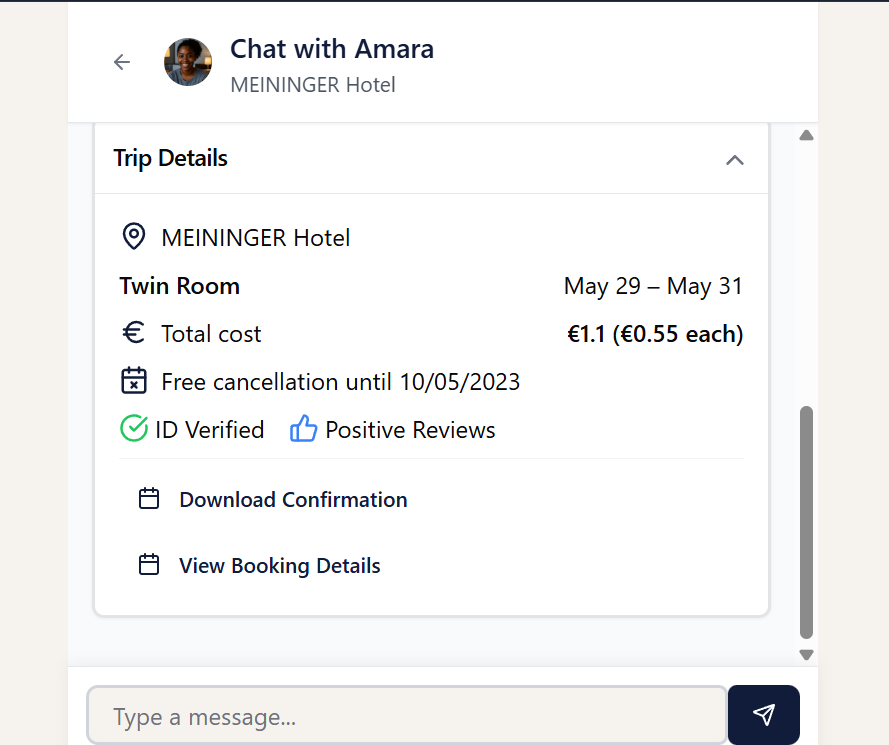 Chat with Amara
MEININGER Hotel
Trip Details
MEININGER Hotel
Twin Room May 29 – May 31
Total cost €1.1 (€0.55 each)
Free cancellation until 10/05/2023
ID Verified Positive Reviews
Download Confirmation
View Booking Details
Type a message...